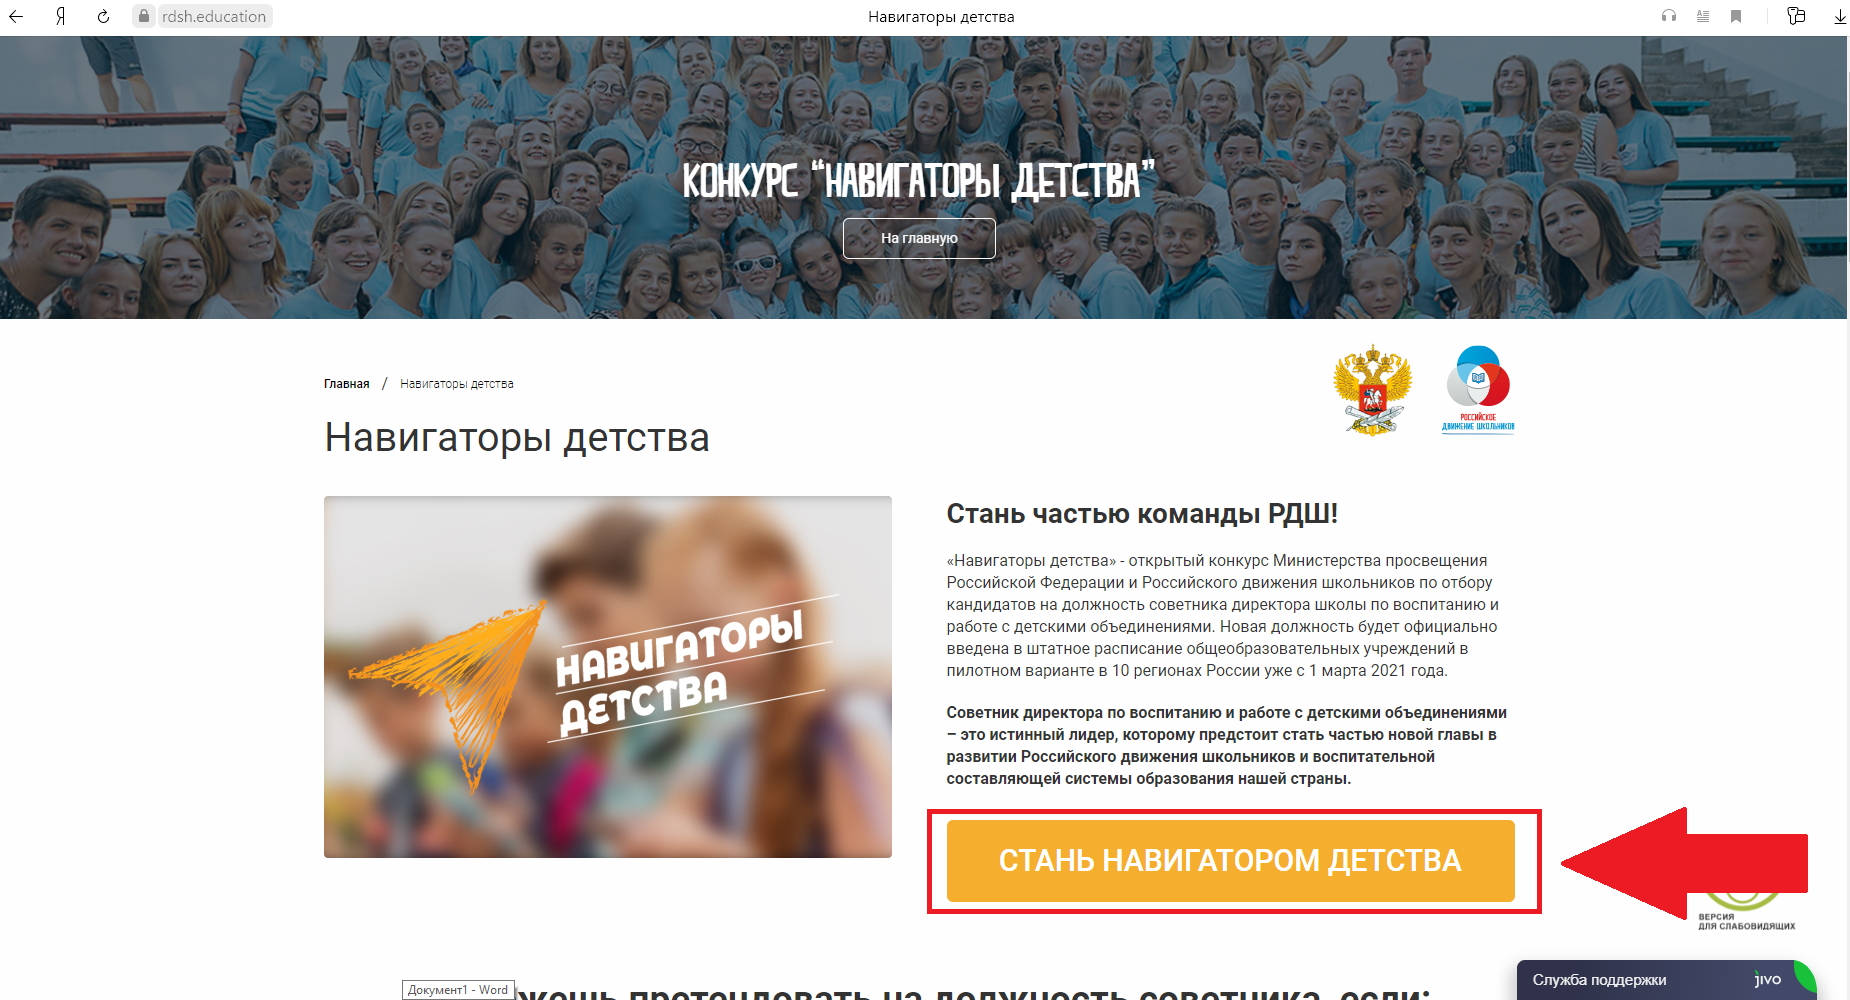 rdsh.education
Навигаторы детства
КОНКУРС “НАВИГАТОРЫ ДЕТСТВА”
На главную
Главная / Навигаторы детства
РОССИЙСКОЕ
ДВИЖЕНИЕ ШКОЛЬНИКОВ
Навигаторы детства
НАВИГАТОРЫ
ДЕТСТВА
Стань частью команды РДШ!
«Навигаторы детства» - открытый конкурс Министерства просвещения
Российской Федерации и Российского движения школьников по отбору
кандидатов на должность советника директора школы по воспитанию и
работе с детскими объединениями. Новая должность будет официально
введена в штатное расписание общеобразовательных учреждений в
пилотном варианте в 10 регионах России уже с 1 марта 2021 года.
Советник директора по воспитанию и работе с детскими объединениями
– это истинный лидер, которому предстоит стать частью новой главы в
развитии Российского движения школьников и воспитательной
составляющей системы образования нашей страны.
СТАНЬ НАВИГАТОРОМ ДЕТСТВА
ВЕРСИЯ
ДЛЯ СЛАБОВИДЯЩИХ
Служба поддержки jivo
Документ1 - Word
претендовать на должность советника, если: